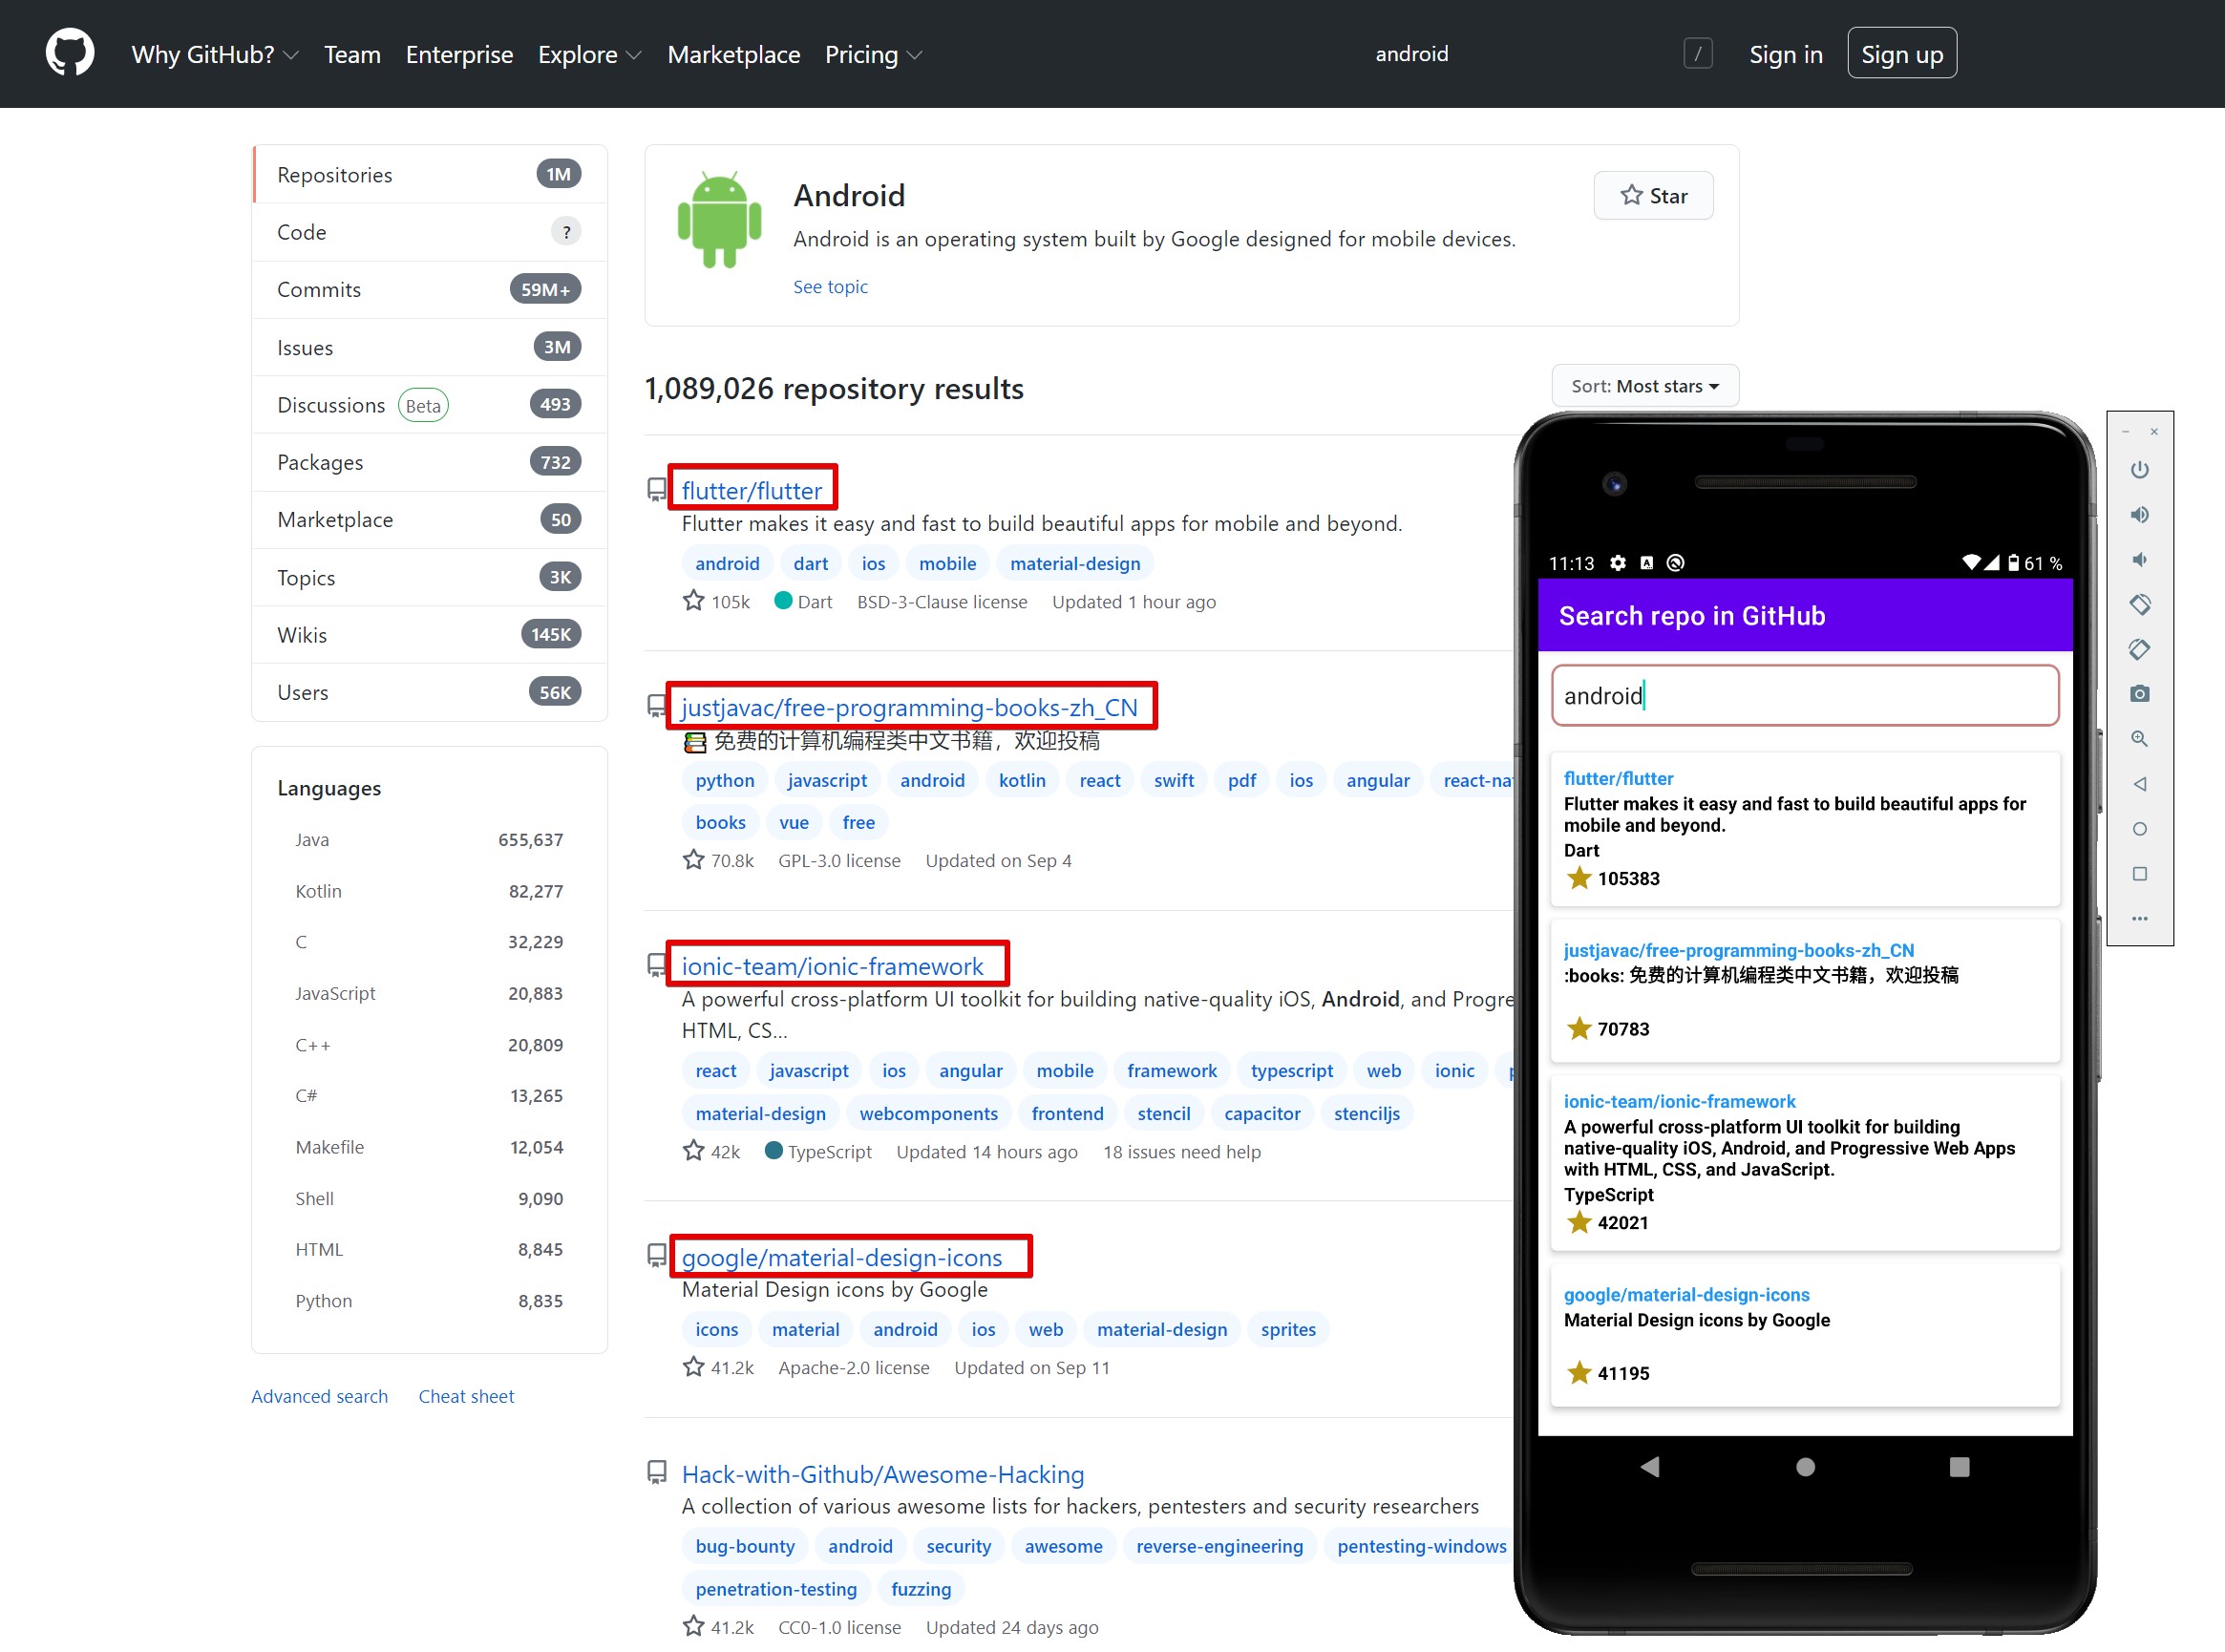 Why GitHub? Team Enterprise Explore Marketplace Pricing android / Sign in Sign up
Repositories 1M
Code ?
Commits 59M+
Issues 3M
Discussions Beta 493
Packages 732
Marketplace 50
Topics 3K
Wikis 145K
Users 56K
Languages
Java 655,637
Kotlin 82,277
C 32,229
JavaScript 20,883
C++ 20,809
C# 13,265
Makefile 12,054
Shell 9,090
HTML 8,845
Python 8,835
Advanced search Cheat sheet
Android
Star
Android is an operating system built by Google designed for mobile devices.
See topic
1,089,026 repository results
Sort: Most stars
flutter/flutter
Flutter makes it easy and fast to build beautiful apps for mobile and beyond.
android dart ios mobile material-design
105k Dart BSD-3-Clause license Updated 1 hour ago
justjavac/free-programming-books-zh_CN
免费的计算机编程类中文书籍，欢迎投稿
python javascript android kotlin react swift pdf ios angular react-na
books vue free
70.8k GPL-3.0 license Updated on Sep 4
ionic-team/ionic-framework
A powerful cross-platform UI toolkit for building native-quality iOS, Android, and Progre
HTML, CS...
react javascript ios angular mobile framework typescript web ionic
material-design webcomponents frontend stencil capacitor stenciljs
42k TypeScript Updated 14 hours ago 18 issues need help
google/material-design-icons
Material Design icons by Google
icons material android ios web material-design sprites
41.2k Apache-2.0 license Updated on Sep 11
Hack-with-Github/Awesome-Hacking
A collection of various awesome lists for hackers, pentesters and security researchers
bug-bounty android security awesome reverse-engineering pentesting-windows
penetration-testing fuzzing
41.2k CC0-1.0 license Updated 24 days ago
11:13 61 %
Search repo in GitHub
android
flutter/flutter
Flutter makes it easy and fast to build beautiful apps for
mobile and beyond.
Dart
105383
justjavac/free-programming-books-zh_CN
:books: 免费的计算机编程类中文书籍，欢迎投稿
70783
ionic-team/ionic-framework
A powerful cross-platform UI toolkit for building
native-quality iOS, Android, and Progressive Web Apps
with HTML, CSS, and JavaScript.
TypeScript
42021
google/material-design-icons
Material Design icons by Google
41195